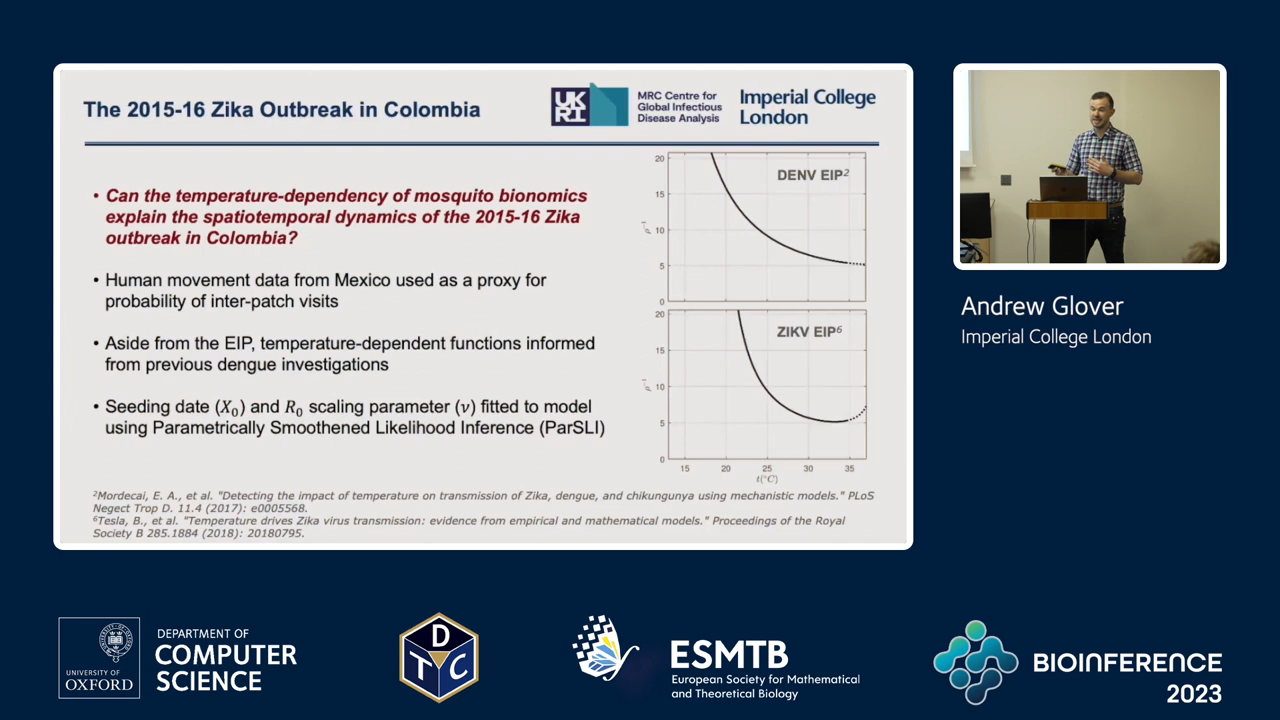 The 2015-16 Zika Outbreak in Colombia
UK
RI
MRC Centre for
Global Infectious
Disease Analysis
Imperial College
London
• Can the temperature-dependency of mosquito bionomics
explain the spatiotemporal dynamics of the 2015-16 Zika
outbreak in Colombia?
• Human movement data from Mexico used as a proxy for
probability of inter-patch visits
• Aside from the EIP, temperature-dependent functions informed
from previous dengue investigations
• Seeding date (X₀) and R₀ scaling parameter (ν) fitted to model
using Parametrically Smoothened Likelihood Inference (ParSLI)
DENV EIP²
20
15
10
5
0
ρ⁻¹
ZIKV EIP⁶
20
15
10
5
0
ρ⁻¹
15 20 25 30 35
t(°C)
²Mordecai, E. A., et al. "Detecting the impact of temperature on transmission of Zika, dengue, and chikungunya using mechanistic models." PLoS
Negect Trop D. 11.4 (2017): e0005568.
⁶Tesla, B., et al. "Temperature drives Zika virus transmission: evidence from empirical and mathematical models." Proceedings of the Royal
Society B 285.1884 (2018): 20180795.
Andrew Glover
Imperial College London
UNIVERSITY OF
OXFORD
DEPARTMENT OF
COMPUTER
SCIENCE
D
T C
ESMTB
European Society for Mathematical
and Theoretical Biology
BIOINFERENCE
2023